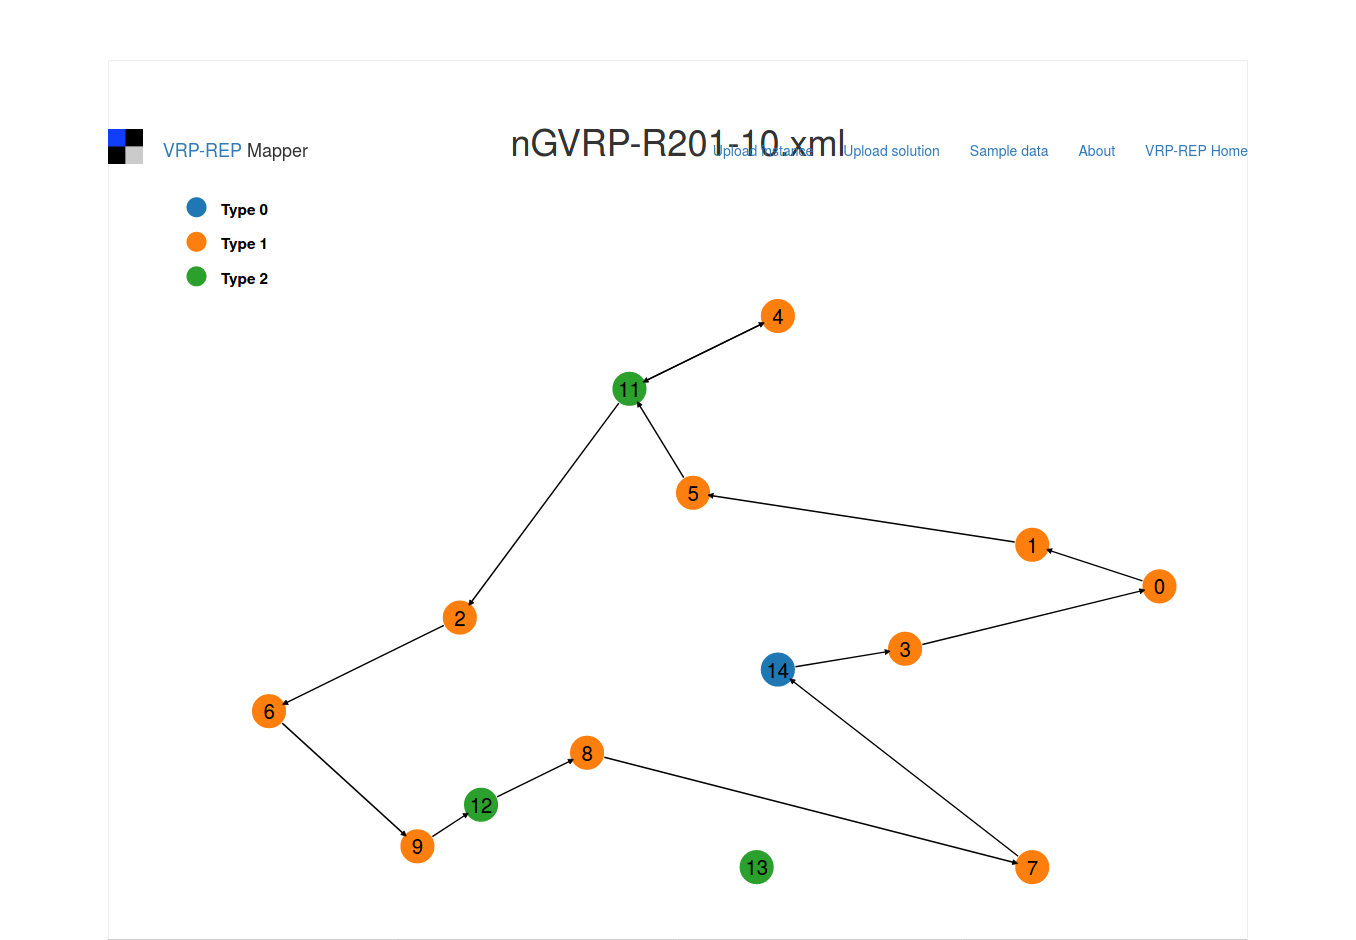 nGVRP-R201-10.xml
VRP-REP Mapper
Upload instance
Upload solution
Sample data
About
VRP-REP Home
Type 0
Type 1
Type 2
4
11
5
1
0
2
3
14
6
8
12
9
13
7